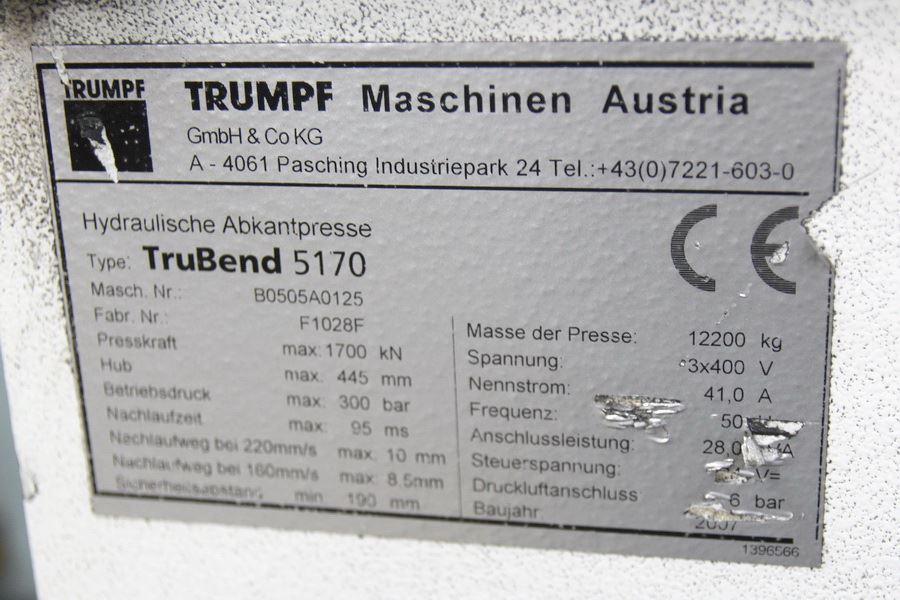 TRUMPF
TRUMPF Maschinen Austria
GmbH & Co KG
A - 4061 Pasching Industriepark 24 Tel.:+43(0)7221-603-0
CE
Hydraulische Abkantpresse
Type: TruBend 5170
Masch. Nr.: B0505A0125
Fabr. Nr.: F1028F
Presskraft max: 1700 kN
Hub max: 445 mm
Betriebsdruck max: 300 bar
Nachlaufzeit max: 95 ms
Nachlaufweg bei 220mm/s max: 10 mm
Nachlaufweg bei 160mm/s max: 8.5mm
Sicherheitsabstand min 190 mm
Masse der Presse: 12200 kg
Spannung: 3x400 V
Nennstrom: 41,0 A
Frequenz: 50
Anschlussleistung: 28,0
Steuerspannung: V=
Druckluftanschluss 6 bar
Baujahr: 2007
1396566